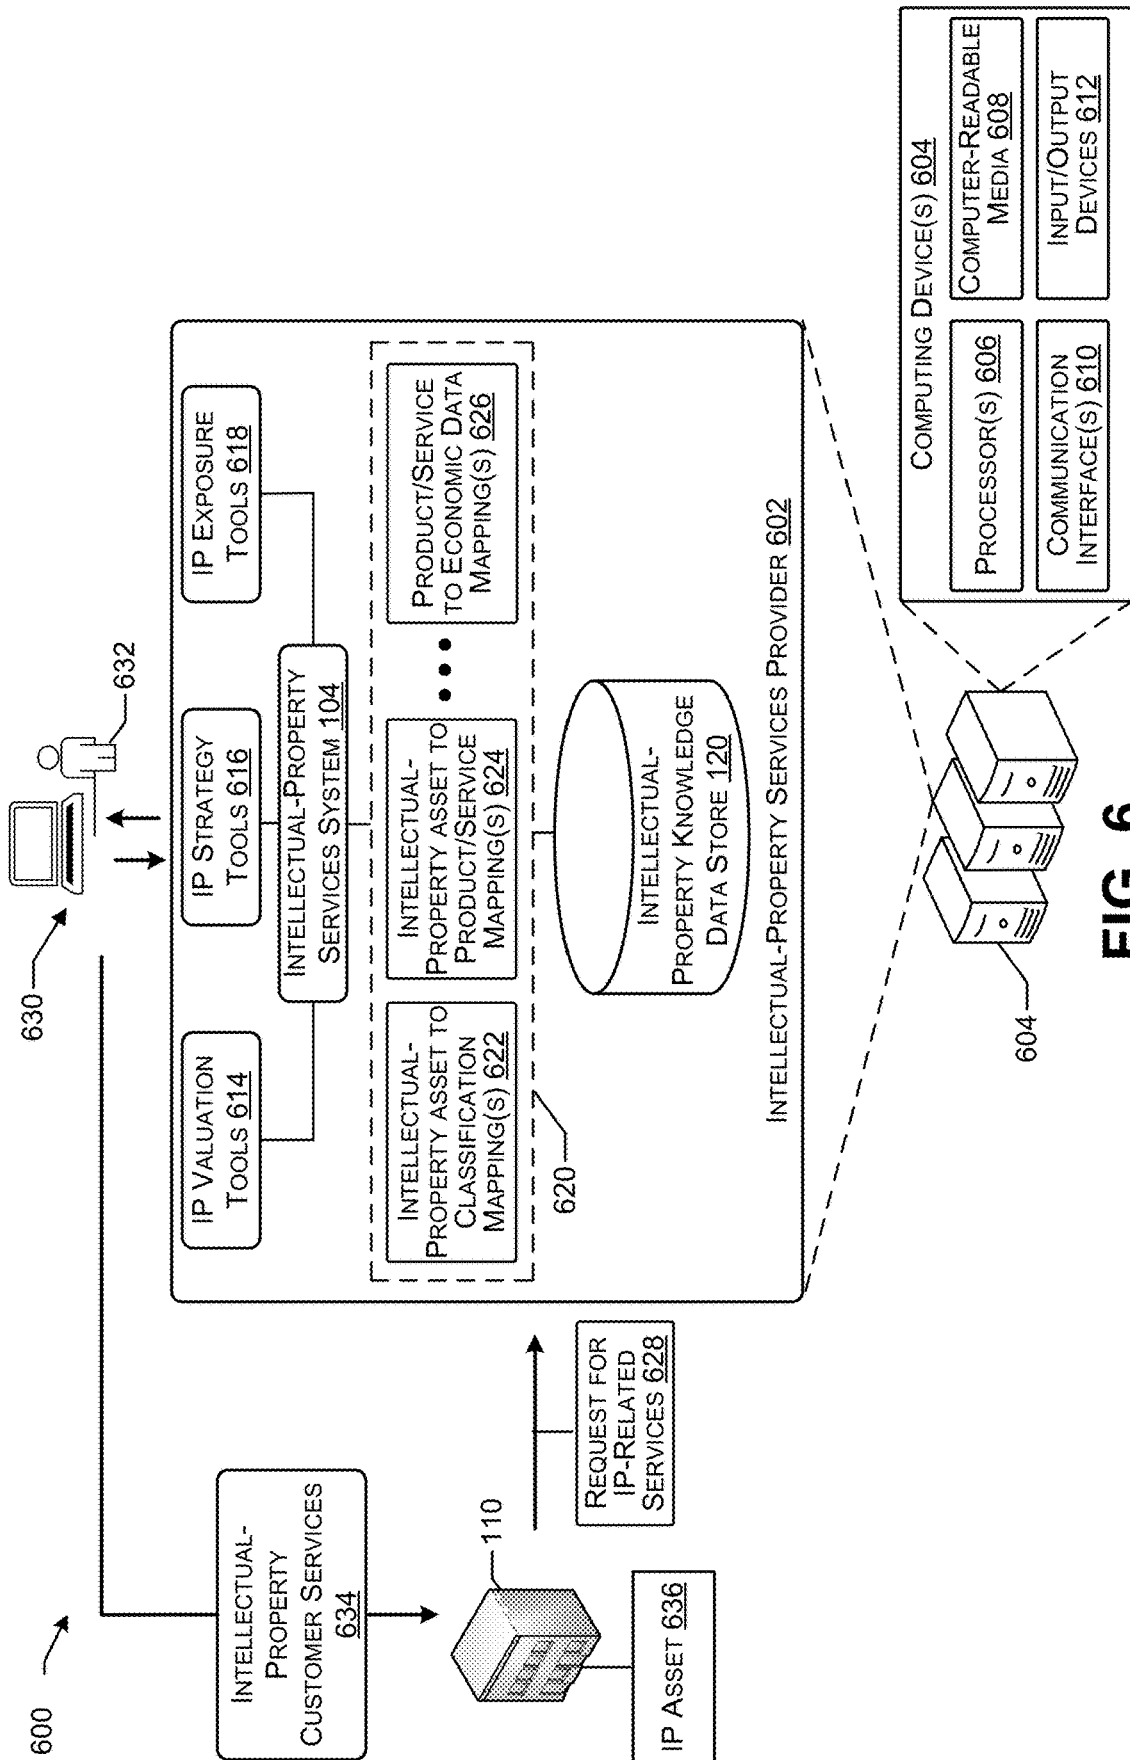 600
630
632
INTELLECTUAL-
PROPERTY
CUSTOMER SERVICES
634
110
IP ASSET 636
REQUEST FOR
IP-RELATED
SERVICES 628
IP VALUATION
TOOLS 614
IP STRATEGY
TOOLS 616
IP EXPOSURE
TOOLS 618
INTELLECTUAL-PROPERTY
SERVICES SYSTEM 104
INTELLECTUAL-
PROPERTY ASSET TO
CLASSIFICATION
MAPPING(S) 622
INTELLECTUAL-
PROPERTY ASSET TO
PRODUCT/SERVICE
MAPPING(S) 624
PRODUCT/SERVICE
TO ECONOMIC DATA
MAPPING(S) 626
620
INTELLECTUAL-
PROPERTY KNOWLEDGE
DATA STORE 120
INTELLECTUAL-PROPERTY SERVICES PROVIDER 602
604
COMPUTING DEVICE(S) 604
PROCESSOR(S) 606
COMPUTER-READABLE
MEDIA 608
COMMUNICATION
INTERFACE(S) 610
INPUT/OUTPUT
DEVICES 612
FIG. 6